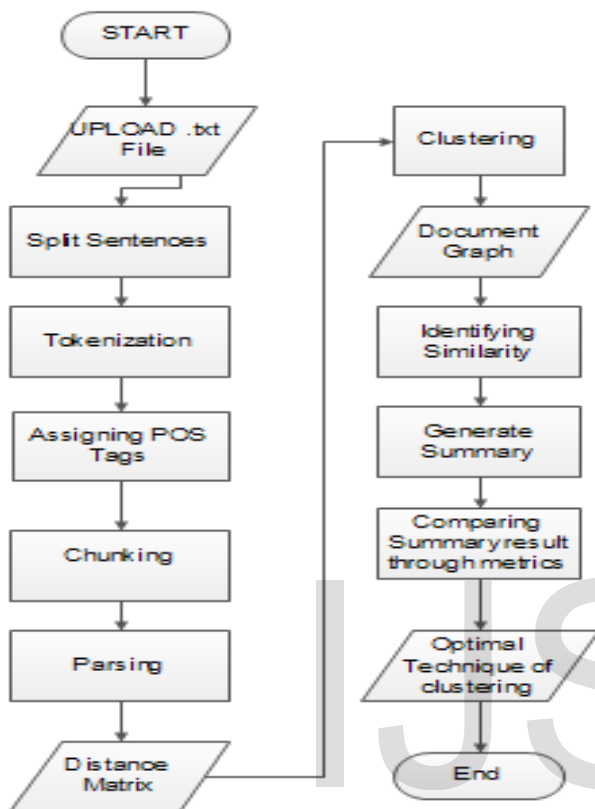 START
UPLOAD .txt
File
Split Sentences
Tokenization
Assigning POS
Tags
Chunking
Parsing
Distance
Matrix
Clustering
Document
Graph
Identifying
Similarity
Generate
Summary
Comparing
Summary result
through metrics
Optimal
Technique of
clustering
End
IJS